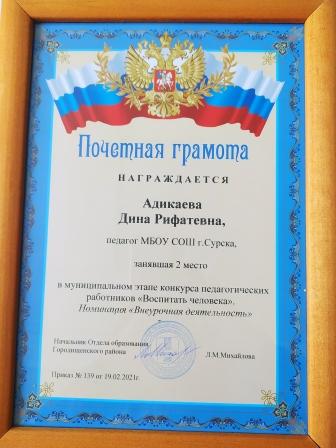 Почетная грамота
НАГРАЖДАЕТСЯ
Адикаева
Дина Рифатевна,
педагог МБОУ СОШ г.Сурска,
занявшая 2 место
в муниципальном этапе конкурса педагогических
работников «Воспитать человека».
Номинация «Внеурочная деятельность»
Начальник Отдела образования
Городищенского района
Л.М.Михайлова
Приказ № 139 от 19.02.2021г.